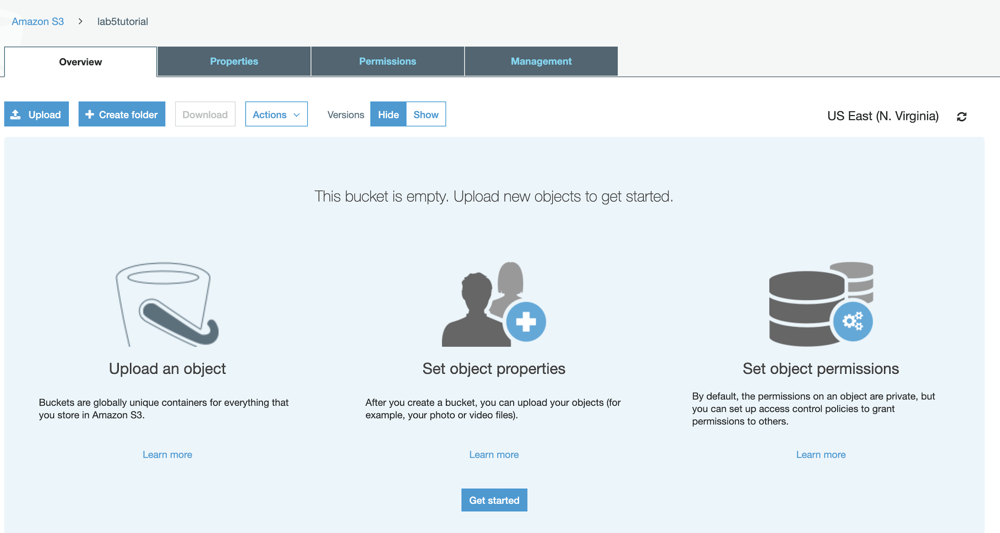 Amazon S3 > lab5tutorial
Overview Properties Permissions Management
Upload Create folder Download Actions Versions Hide Show US East (N. Virginia)
This bucket is empty. Upload new objects to get started.
Upload an object
Buckets are globally unique containers for everything that
you store in Amazon S3.
Learn more
Set object properties
After you create a bucket, you can upload your objects (for
example, your photo or video files).
Learn more
Set object permissions
By default, the permissions on an object are private, but
you can set up access control policies to grant
permissions to others.
Learn more
Get started